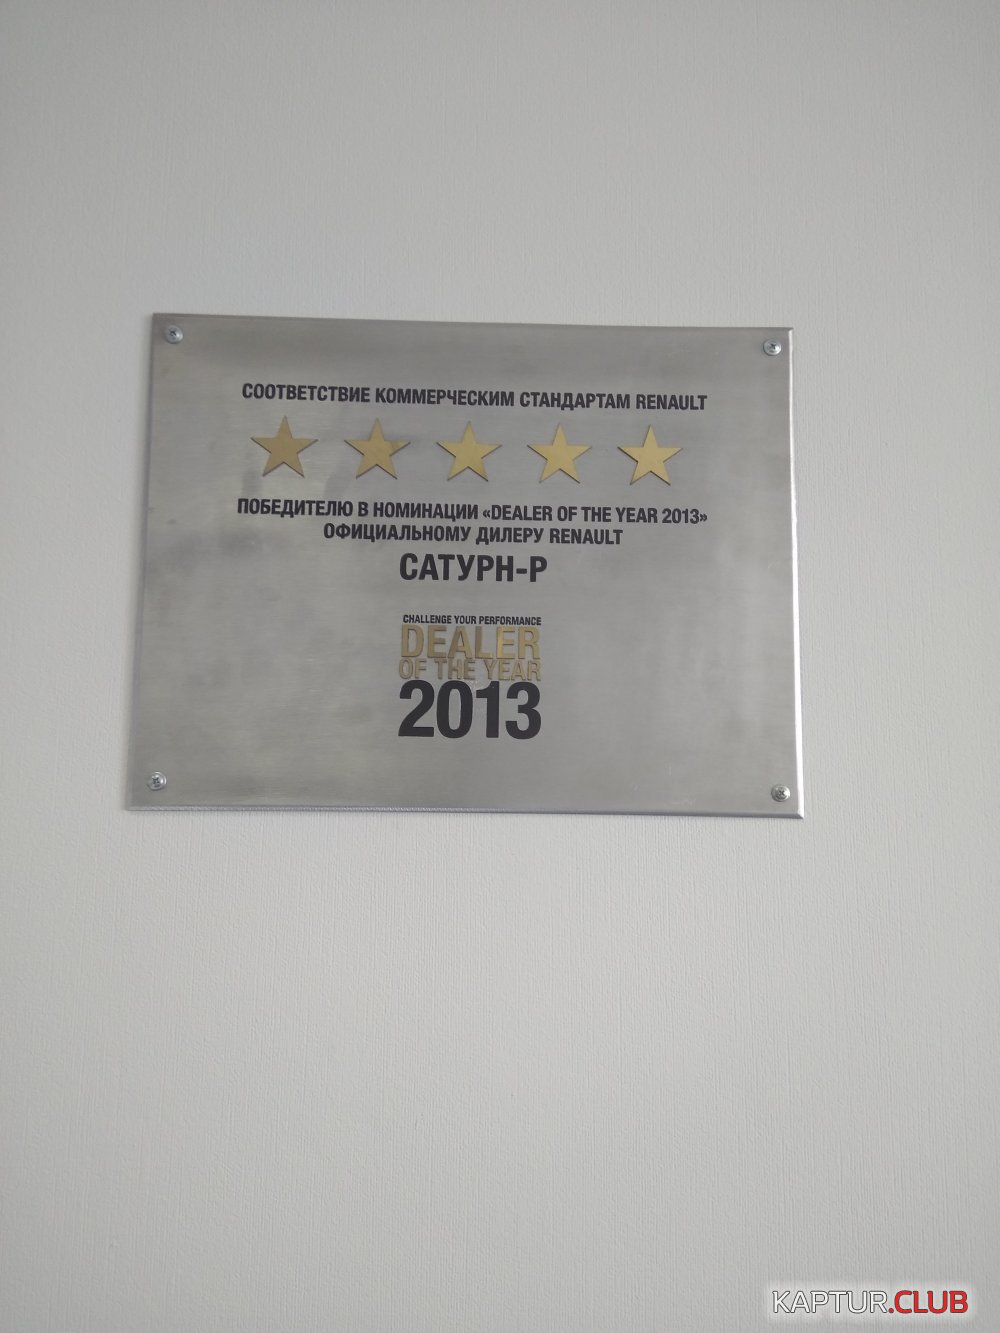 СООТВЕТСТВИЕ КОММЕРЧЕСКИМ СТАНДАРТАМ RENAULT
ПОБЕДИТЕЛЮ В НОМИНАЦИИ «DEALER OF THE YEAR 2013»
ОФИЦИАЛЬНОМУ ДИЛЕРУ RENAULT
САТУРН-Р
CHALLENGE YOUR PERFORMANCE
DEALER
OF THE YEAR
2013
KAPTUR.CLUB